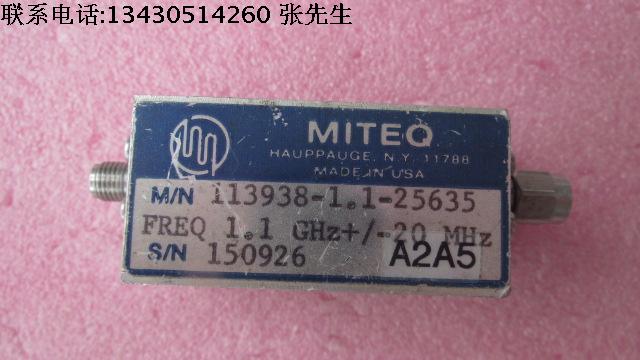 联系电话:13430514260 张先生
MITEQ
HAUPPAUGE, N.Y. 11788
MADE IN USA
M/N 113938-1.1-25635
FREQ 1.1 GHz+/-20 MHz
S/N 150926 A2A5